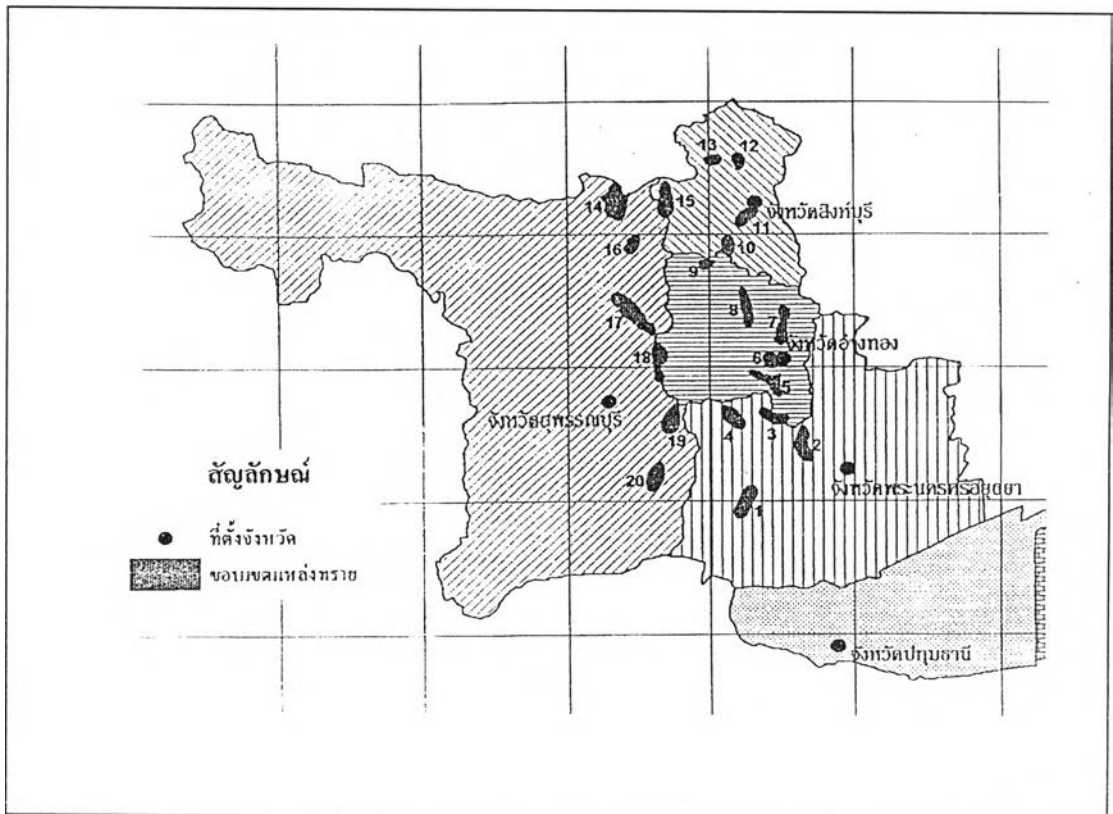 13 12
14 15
จังหวัดสิงห์บุรี
11
16 10
9
8
7
17
จังหวัดอ่างทอง
18 6
5
จังหวัดสุพรรณบุรี
19 4 3 2
สัญลักษณ์
20
จังหวัดพระนครศรีอยุธยา
1
ที่ตั้งจังหวัด
ขอบเขตแหล่งทราย
จังหวัดปทุมธานี